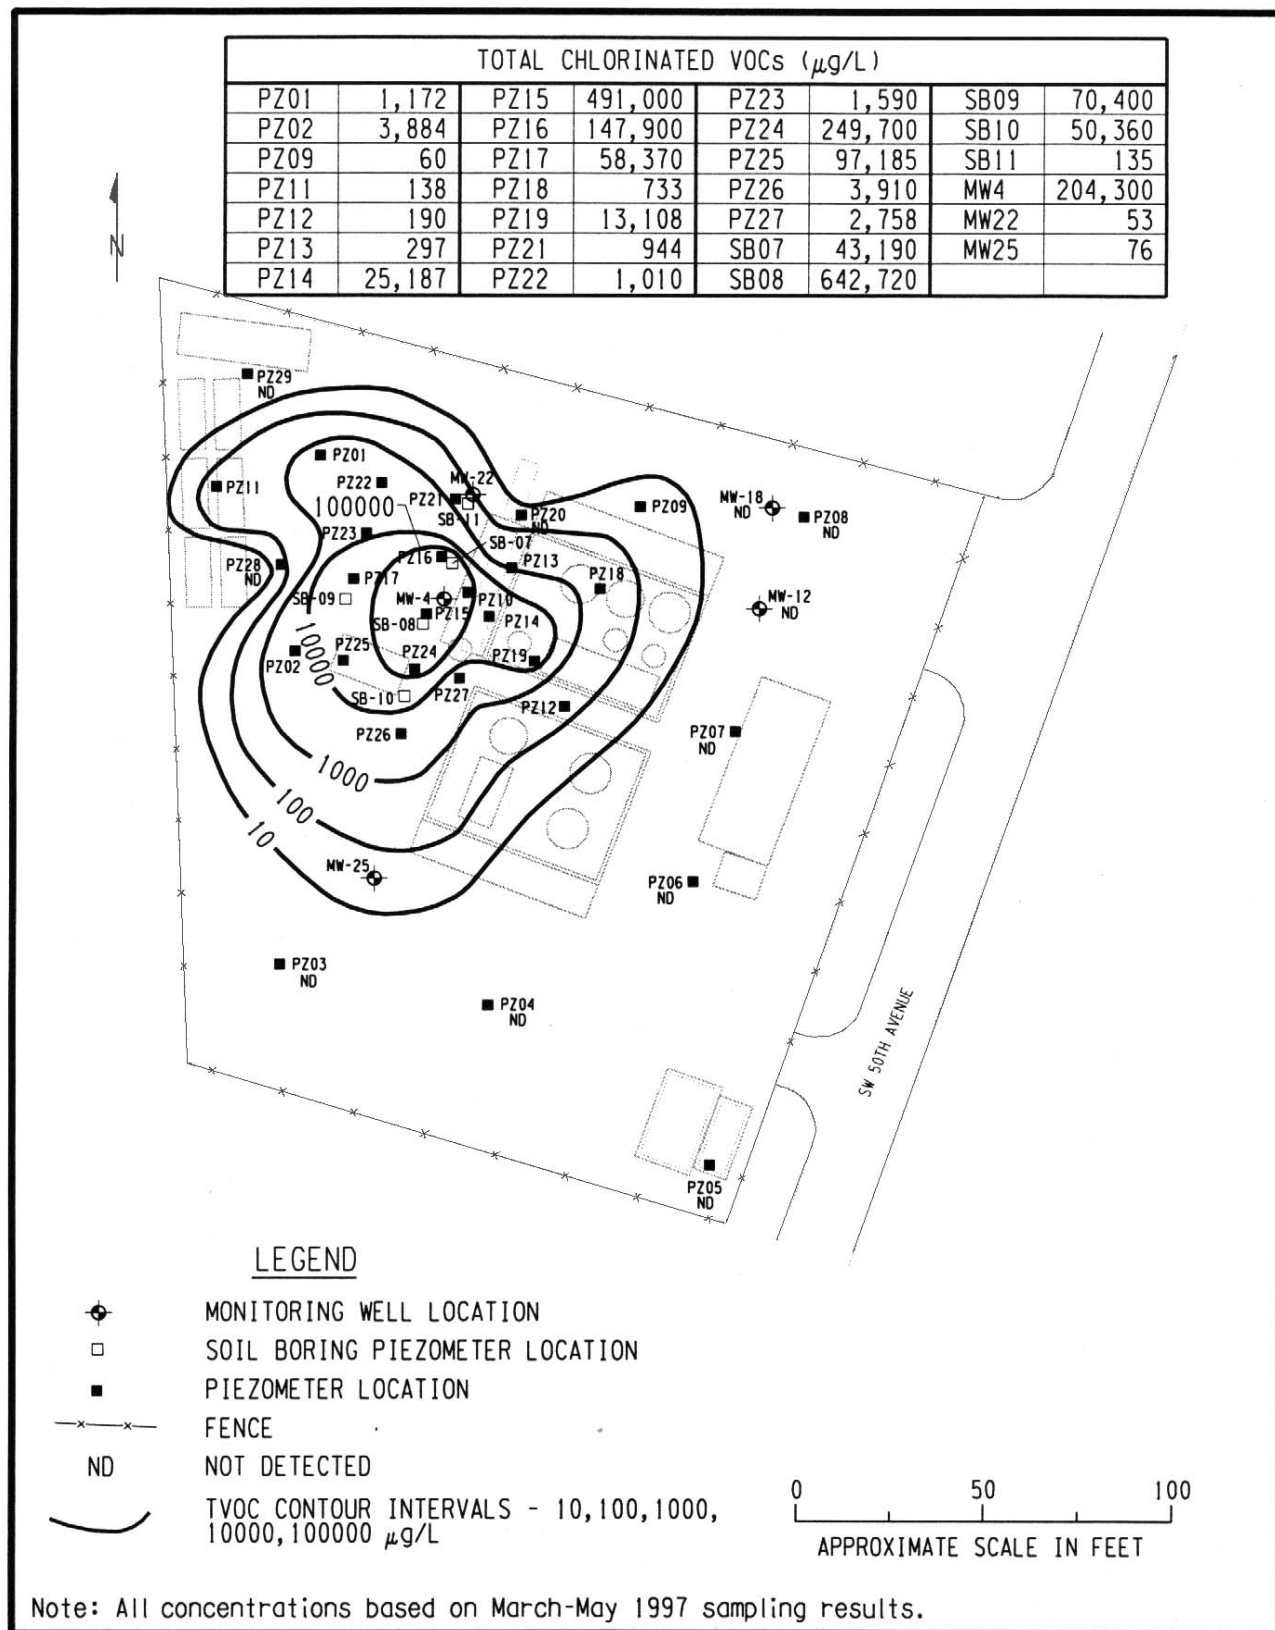 TOTAL CHLORINATED VOCs (µg/L)
PZ01 1,172 PZ15 491,000 PZ23 1,590 SB09 70,400
PZ02 3,884 PZ16 147,900 PZ24 249,700 SB10 50,360
PZ09 60 PZ17 58,370 PZ25 97,185 SB11 135
PZ11 138 PZ18 733 PZ26 3,910 MW4 204,300
PZ12 190 PZ19 13,108 PZ27 2,758 MW22 53
PZ13 297 PZ21 944 SB07 43,190 MW25 76
PZ14 25,187 PZ22 1,010 SB08 642,720
N
PZ29
ND
PZ01
PZ11
PZ22
MW-22
100000
PZ21
SB-11
PZ20
ND
PZ09
MW-18
ND
PZ08
ND
PZ23
SB-07
PZ16
PZ13
PZ28
ND
PZ17
PZ18
SB-09
MW-4
PZ10
PZ15
PZ14
MW-12
ND
SB-08
10000
PZ02
PZ25
PZ24
PZ19
PZ27
SB-10
PZ12
PZ26
PZ07
ND
1000
100
10
MW-25
PZ06
ND
PZ03
ND
PZ04
ND
SW 50TH AVENUE
PZ05
ND
LEGEND
MONITORING WELL LOCATION
SOIL BORING PIEZOMETER LOCATION
PIEZOMETER LOCATION
FENCE
ND NOT DETECTED
TVOC CONTOUR INTERVALS - 10,100,1000,
10000,100000 µg/L
0 50 100
APPROXIMATE SCALE IN FEET
Note: All concentrations based on March-May 1997 sampling results.